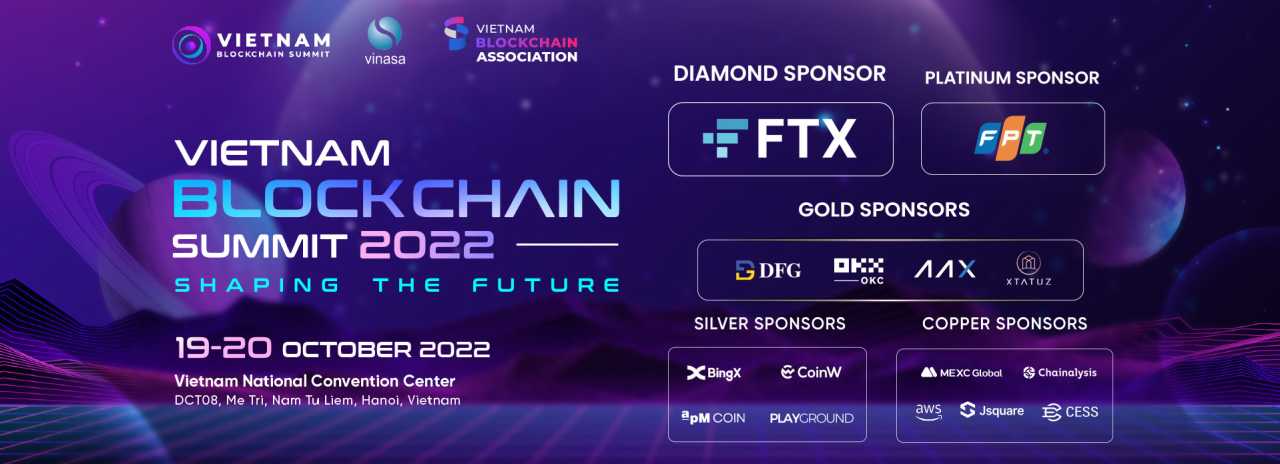 VIETNAM
BLOCKCHAIN SUMMIT
vinasa
VIETNAM
BLOCKCHAIN
ASSOCIATION
VIETNAM
BLOCKCHAIN
SUMMIT 2022
SHAPING THE FUTURE
19-20 OCTOBER 2022
Vietnam National Convention Center
DCT08, Me Tri, Nam Tu Liem, Hanoi, Vietnam
DIAMOND SPONSOR
FTX
PLATINUM SPONSOR
FPT
GOLD SPONSORS
DFG
OKX
OKC
AAX
XTATUZ
SILVER SPONSORS
BingX
CoinW
apM COIN
PLAYGROUND
COPPER SPONSORS
MEXC Global
Chainalysis
aws
Jsquare
CESS